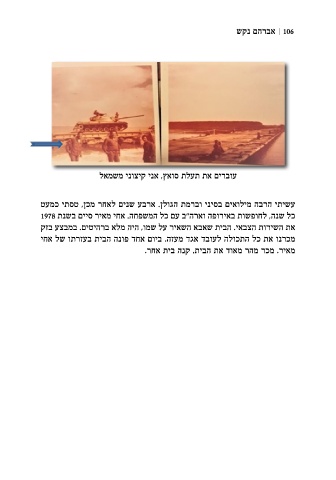 106 | אברהם נקש
עוברים את תעלת סואץ. אני קיצוני משמאל
עשיתי הרבה מילואים בסיני וברמת הגולן. ארבע שנים לאחר מכן, טסתי כמעט
כל שנה, לחופשות באירופה וארה"ב עם כל המשפחה. אחי מאיר סיים בשנת 1978
את השירות הצבאי. הבית שאבא השאיר על שמו, היה מלא ברהיטים. במבצע בזק
מכרנו את כל התכולה לעובד אגד מעזה. ביום אחד פונה הבית בעזרתו של אחי
מאיר. מכר מהר מאוד את הבית, קנה בית אחר.